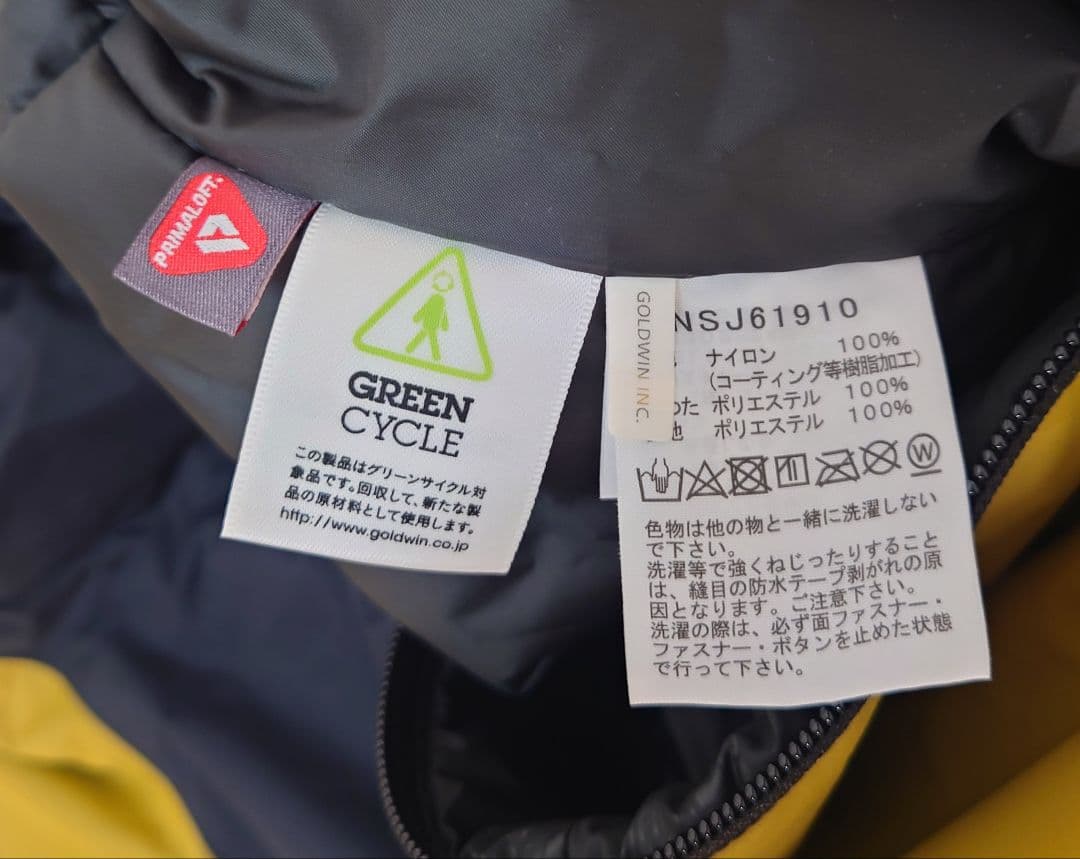 PRIMALOFT
GREEN
CYCLE
この製品はグリーンサイクル対
象品です。回収して、新たな製
品の原材料として使用します。
http://www.goldwin.co.jp
GOLDWIN INC.
NSJ61910
ナイロン 100%
(コーティング等樹脂加工)
わた ポリエステル 100%
地 ポリエステル 100%
W
色物は他の物と一緒に洗濯しない
で下さい。
洗濯等で強くねじったりすること
は、縫目の防水テープ剥がれの原
因となります。ご注意下さい。
洗濯の際は、必ず面ファスナー・
ファスナー・ボタンを止めた状態
で行って下さい。